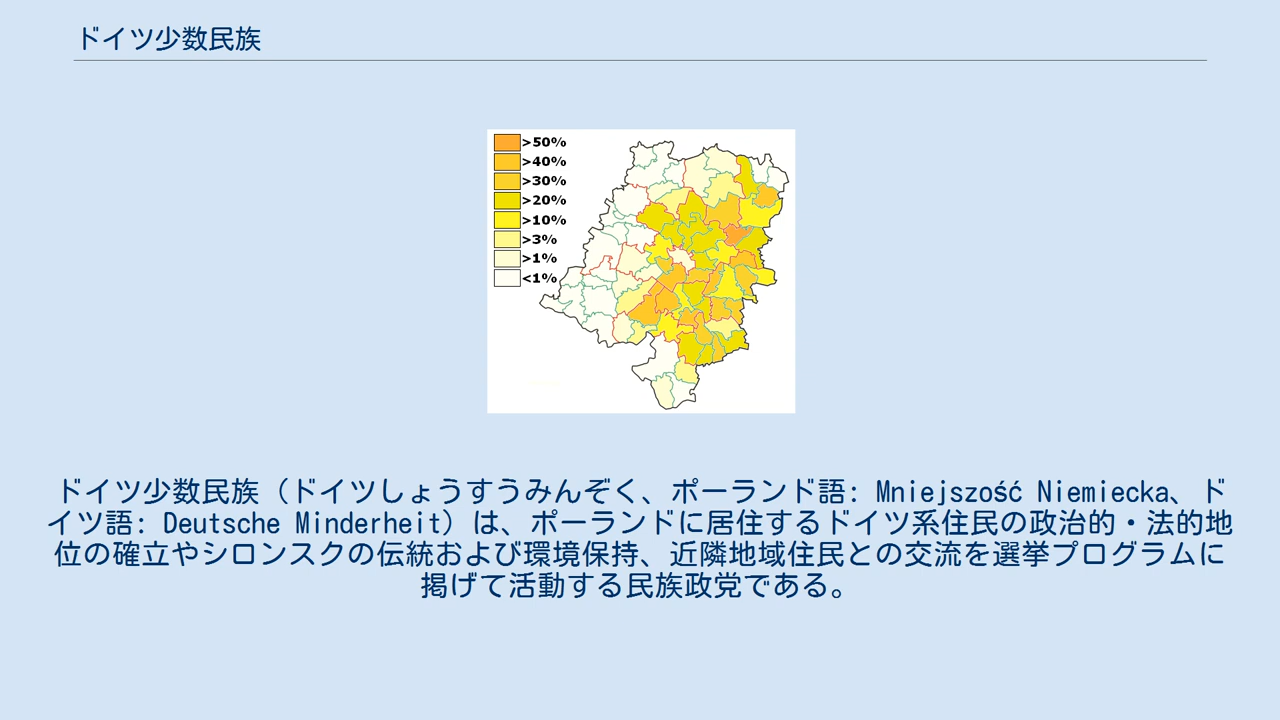 ドイツ少数民族
>50%
>40%
>30%
>20%
>10%
>3%
>1%
<1%
ドイツ少数民族（ドイツしょうすうみんぞく、ポーランド語: Mniejszość Niemiecka、ド
イツ語: Deutsche Minderheit）は、ポーランドに居住するドイツ系住民の政治的・法的地
位の確立やシロンスクの伝統および環境保持、近隣地域住民との交流を選挙プログラムに
掲げて活動する民族政党である。